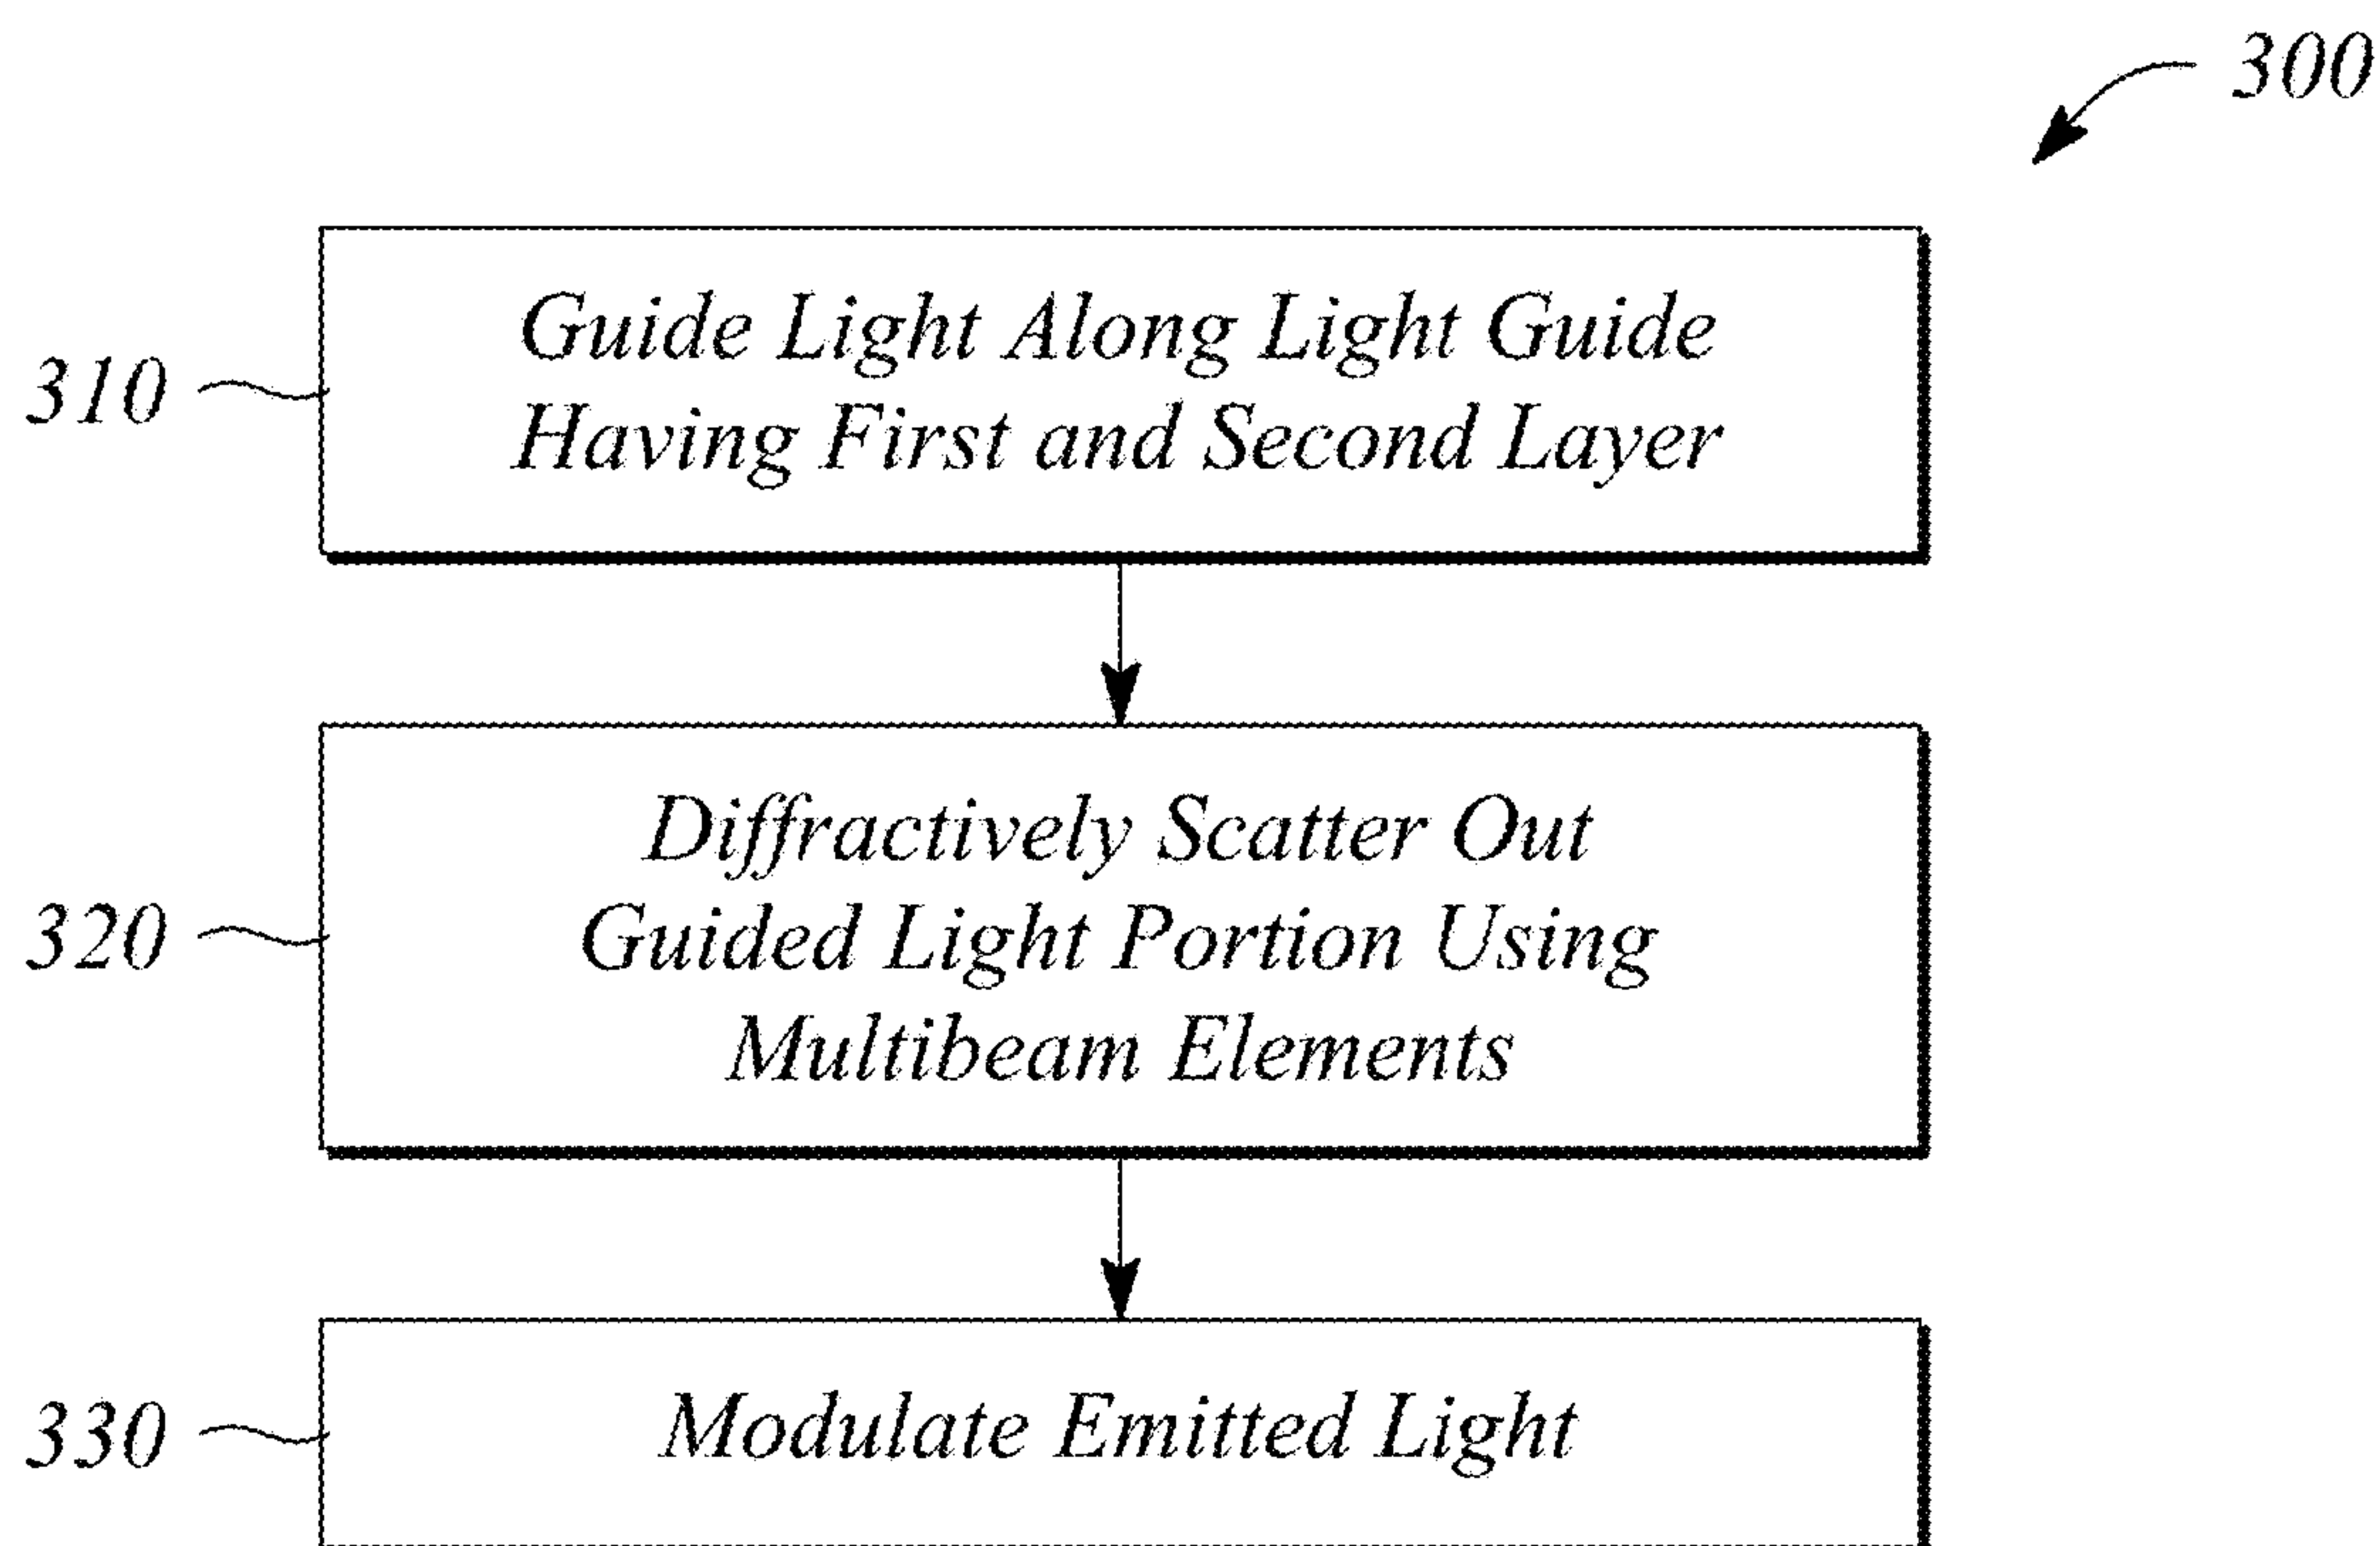 300
310
Guide Light Along Light Guide
Having First and Second Layer
320
Diffractively Scatter Out
Guided Light Portion Using
Multibeam Elements
330
Modulate Emitted Light